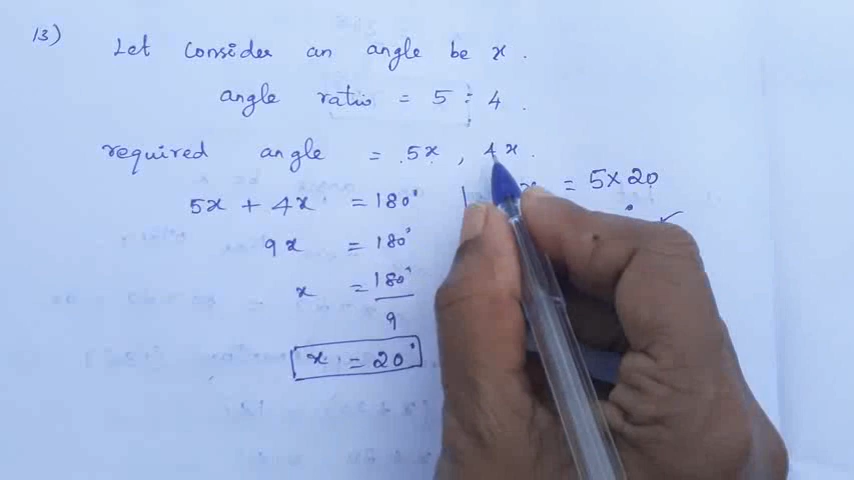 13)
Let consider an angle be x.
angle ratio = 5 : 4.
required angle = 5x, 4x.
5x + 4x = 180°
9x = 180°
x = 180°
9
x = 20°
x = 5 × 20